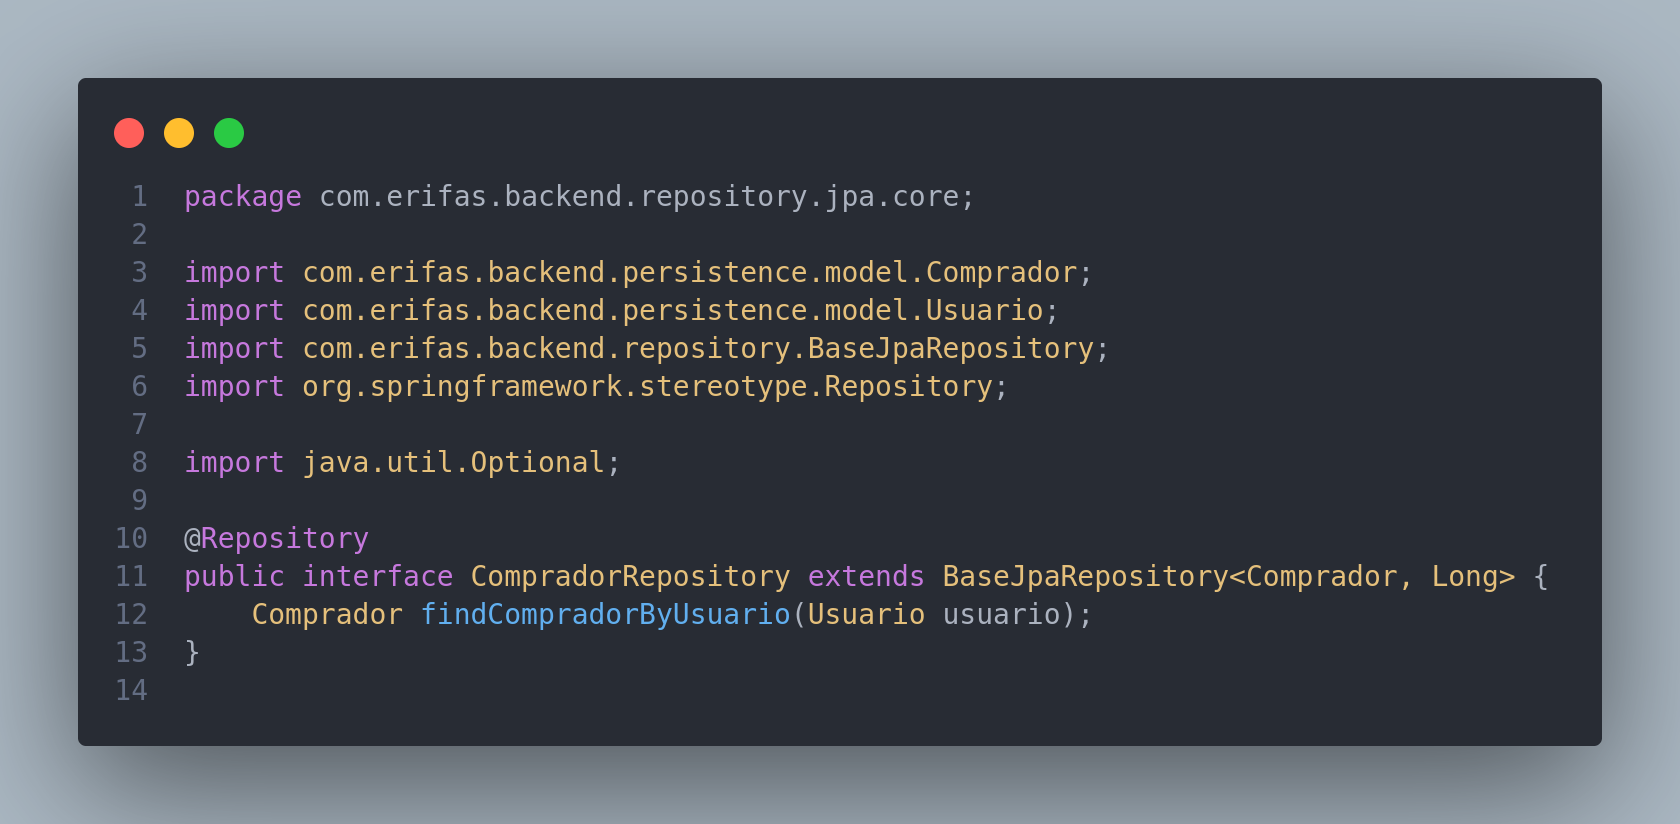 1 package com.erifas.backend.repository.jpa.core;
2
3 import com.erifas.backend.persistence.model.Comprador;
4 import com.erifas.backend.persistence.model.Usuario;
5 import com.erifas.backend.repository.BaseJpaRepository;
6 import org.springframework.stereotype.Repository;
7
8 import java.util.Optional;
9
10 @Repository
11 public interface CompradorRepository extends BaseJpaRepository<Comprador, Long> {
12     Comprador findCompradorByUsuario(Usuario usuario);
13 }
14